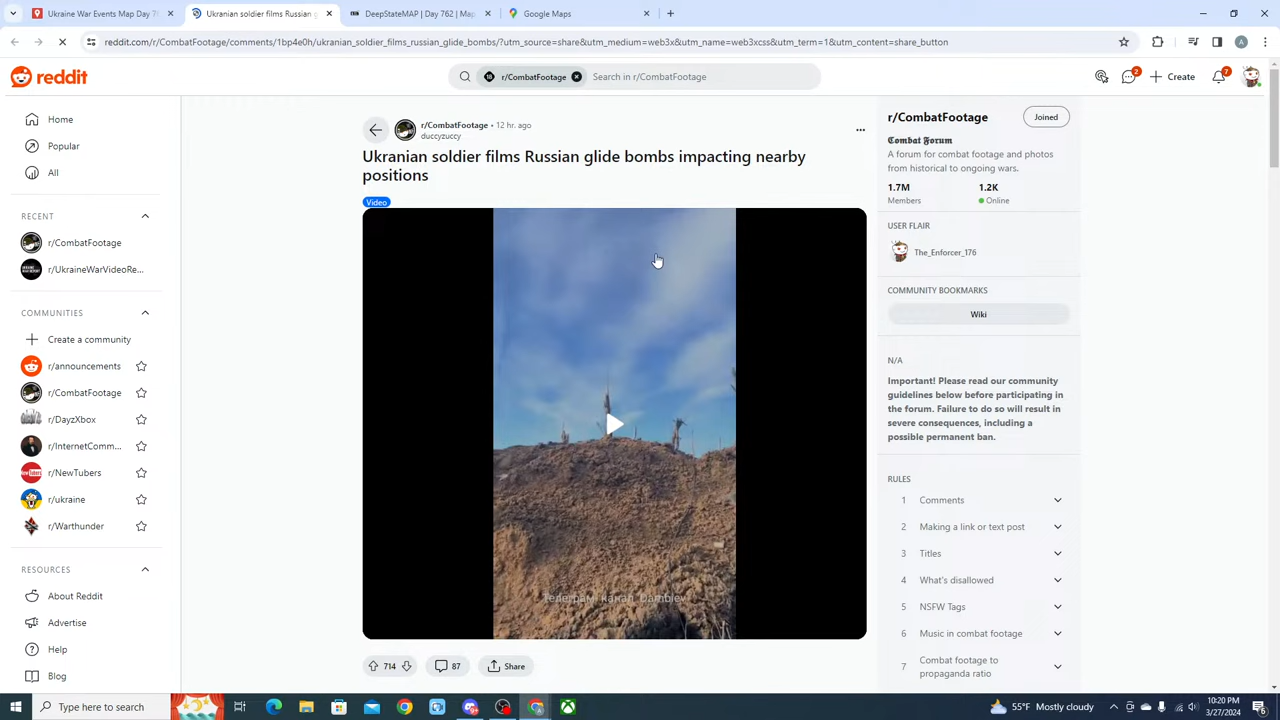 Ukraine War Events Map Day 75
Ukranian soldier films Russian g
DeepStateMAP | Day 762 | Map
Google Maps
reddit.com/r/CombatFootage/comments/1bp4e0h/ukranian_soldier_films_russian_glide_bombs/?utm_source=share&utm_medium=web3x&utm_name=web3xcss&utm_term=1&utm_content=share_button
A
reddit
r/CombatFootage
Search in r/CombatFootage
2
Create
7
Home
Popular
All
RECENT
r/CombatFootage
r/UkraineWarVideoRe...
COMMUNITIES
Create a community
r/announcements
r/CombatFootage
r/DayzXbox
r/InternetComm...
r/NewTubers
r/ukraine
r/Warthunder
RESOURCES
About Reddit
Advertise
Help
Blog
r/CombatFootage • 12 hr. ago
duccyzuccy
Ukranian soldier films Russian glide bombs impacting nearby
positions
Video
714
87
Share
r/CombatFootage
Joined
Combat Forum
A forum for combat footage and photos
from historical to ongoing wars.
1.7M
1.2K
Members
Online
USER FLAIR
The_Enforcer_176
COMMUNITY BOOKMARKS
Wiki
N/A
Important! Please read our community
guidelines below before participating in
the forum. Failure to do so will result in
severe consequences, including a
possible permanent ban.
RULES
1 Comments
2 Making a link or text post
3 Titles
4 What's disallowed
5 NSFW Tags
6 Music in combat footage
7 Combat footage to
propaganda ratio
Type here to search
55°F Mostly cloudy
10:20 PM
3/27/2024